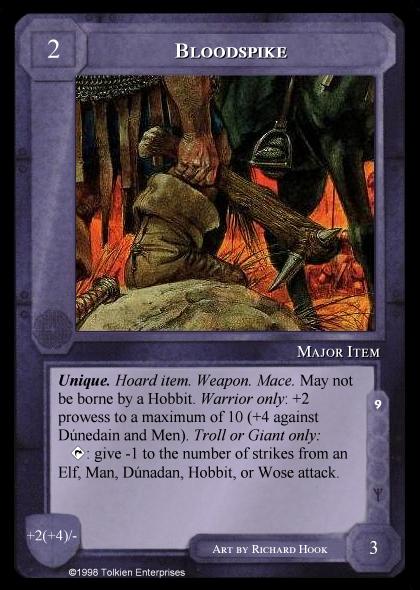 2
BLOODSPIKE
MAJOR ITEM
Unique. Hoard item. Weapon. Mace. May not
be borne by a Hobbit. Warrior only: +2
prowess to a maximum of 10 (+4 against
Dúnedain and Men). Troll or Giant only:
: give -1 to the number of strikes from an
Elf, Man, Dúnadan, Hobbit, or Wose attack.
9
+2(+4)/-
ART BY RICHARD HOOK
3
©1998 Tolkien Enterprises